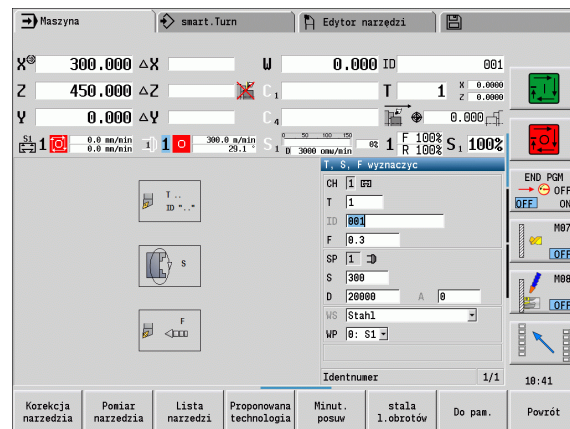 Maszyna smart.Turn Edytor narzędzi
X 300.000 △X U 0.000 ID 001
Z 450.000 △Z C1 T 1 X 0.0000 Z 0.0000
Y 0.000 △Y C4 0.000
S1 1 0.0 mm/min 0.0 mm/min 1 300.0 m/min 29.1 ° S1 0 50 100 150 D 3000 omw/min 0% 1 F 100% R 100% S1 100%
T, S, F wyznaczyc
CH 1
T 1
ID 001
F 0.3
SP 1
S 300
D 20000 A 0
WS Stahl
WP 0: S1
Identnumer 1/1
T ..
ID ".."
S
F
END PGM
OFF
OFF ON
M07
OFF
M08
OFF
10:41
Korekcja narzedzia
Pomiar narzedzia
Lista narzedzi
Proponowana technologia
Minut. posuw
stala l.obrotów
Do pam.
Powrót